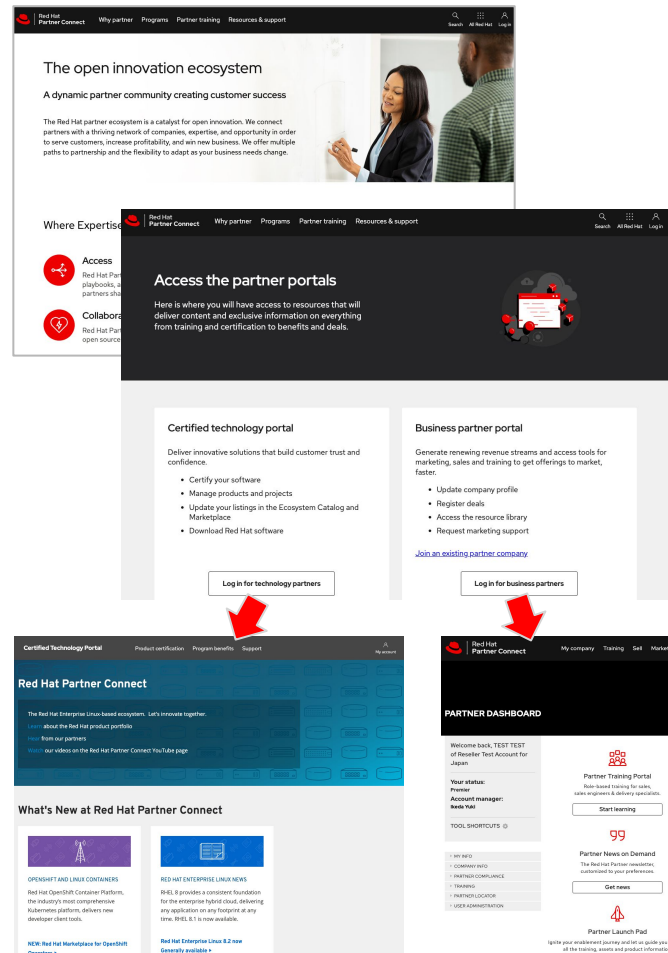 Red Hat
Partner Connect
Why partner Programs Partner training Resources & support
Search All Red Hat Log in
The open innovation ecosystem
A dynamic partner community creating customer success
The Red Hat partner ecosystem is a catalyst for open innovation. We connect
partners with a thriving network of companies, expertise, and opportunity in order
to serve customers, increase profitability, and win new business. We offer multiple
paths to partnership and the flexibility to adapt as your business needs change.
Where Expertise
Access
Red Hat Part
playbooks, a
partners sha
Collabora
Red Hat Par
open source
Red Hat
Partner Connect
Why partner Programs Partner training Resources & support
Search All Red Hat Log in
Access the partner portals
Here is where you will have access to resources that will
deliver content and exclusive information on everything
from training and certification to benefits and deals.
Certified technology portal
Deliver innovative solutions that build customer trust and
confidence.
• Certify your software
• Manage products and projects
• Update your listings in the Ecosystem Catalog and
Marketplace
• Download Red Hat software
Log in for technology partners
Business partner portal
Generate renewing revenue streams and access tools for
marketing, sales and training to get offerings to market,
faster.
• Update company profile
• Register deals
• Access the resource library
• Request marketing support
Join an existing partner company
Log in for business partners
Certified Technology Portal
Product certification Program benefits Support
My account
Red Hat Partner Connect
The Red Hat Enterprise Linux-based ecosystem. Let's innovate together.
Learn about the Red Hat product portfolio
Hear from our partners
Watch our videos on the Red Hat Partner Connect YouTube page
What's New at Red Hat Partner Connect
OPENSHIFT AND LINUX CONTAINERS
Red Hat OpenShift Container Platform,
the industry's most comprehensive
Kubernetes platform, delivers new
developer client tools.
NEW: Red Hat Marketplace for OpenShift
RED HAT ENTERPRISE LINUX NEWS
RHEL 8 provides a consistent foundation
for the enterprise hybrid cloud, delivering
any application on any footprint at any
time. RHEL 8.1 is now available.
Red Hat Enterprise Linux 8.2 now
Generally available
Red Hat
Partner Connect
My company Training Sell Market
PARTNER DASHBOARD
Welcome back, TEST TEST
of Reseller Test Account for
Japan
Your status:
Premier
Account manager:
Ikeda Yuki
TOOL SHORTCUTS
MY INFO
COMPANY INFO
PARTNER COMPLIANCE
TRAINING
PARTNER LOCATOR
USER ADMINISTRATION
Partner Training Portal
Role-based training for sales,
sales engineers & delivery specialists.
Start learning
Partner News on Demand
The Red Hat Partner newsletter,
customized to your preferences.
Get news
Partner Launch Pad
Ignite your enablement journey and let us guide you
all the training, assets and product informatio